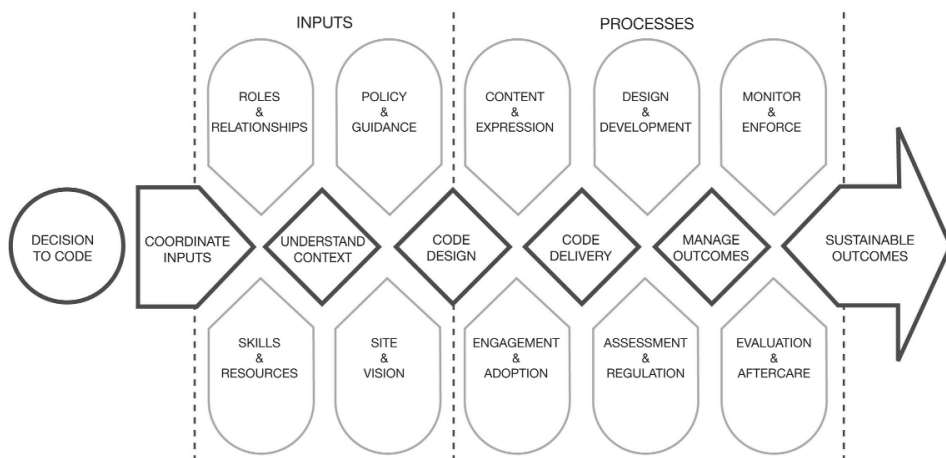 INPUTS
PROCESSES
ROLES
&
RELATIONSHIPS
POLICY
&
GUIDANCE
CONTENT
&
EXPRESSION
DESIGN
&
DEVELOPMENT
MONITOR
&
ENFORCE
DECISION
TO CODE
COORDINATE
INPUTS
UNDERSTAND
CONTEXT
CODE
DESIGN
CODE
DELIVERY
MANAGE
OUTCOMES
SUSTAINABLE
OUTCOMES
SKILLS
&
RESOURCES
SITE
&
VISION
ENGAGEMENT
&
ADOPTION
ASSESSMENT
&
REGULATION
EVALUATION
&
AFTERCARE